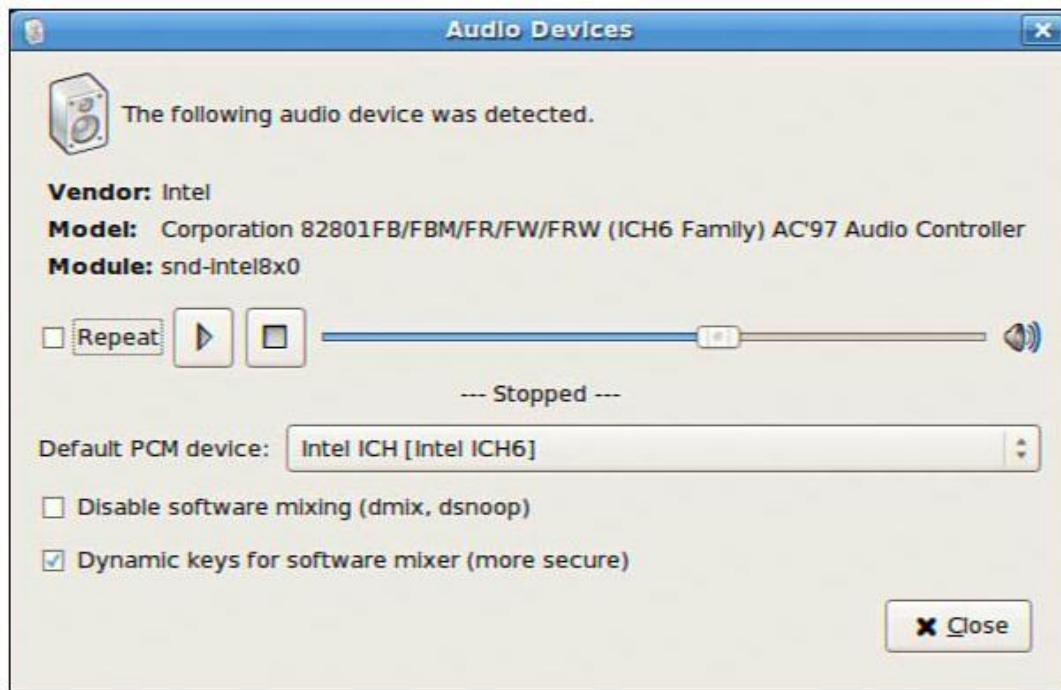 Audio Devices
The following audio device was detected.
Vendor: Intel
Model: Corporation 82801FB/FBM/FR/FW/FRW (ICH6 Family) AC'97 Audio Controller
Module: snd-intel8x0
Repeat
--- Stopped ---
Default PCM device: Intel ICH [Intel ICH6]
Disable software mixing (dmix, dsnoop)
Dynamic keys for software mixer (more secure)
Close